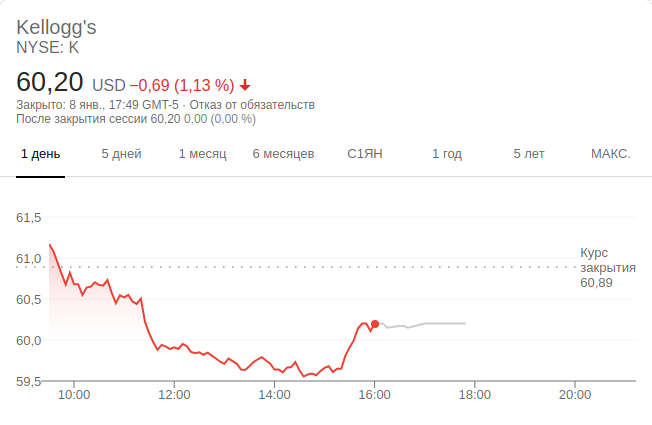 Kellogg's
NYSE: K
60,20 USD −0,69 (1,13 %)
Закрыто: 8 янв., 17:49 GMT-5 · Отказ от обязательств
После закрытия сессии 60,20 0,00 (0,00 %)
1 день 5 дней 1 месяц 6 месяцев С1ЯН 1 год 5 лет МАКС.
61,5
61,0
60,5
60,0
59,5
Курс
закрытия
60,89
10:00 12:00 14:00 16:00 18:00 20:00